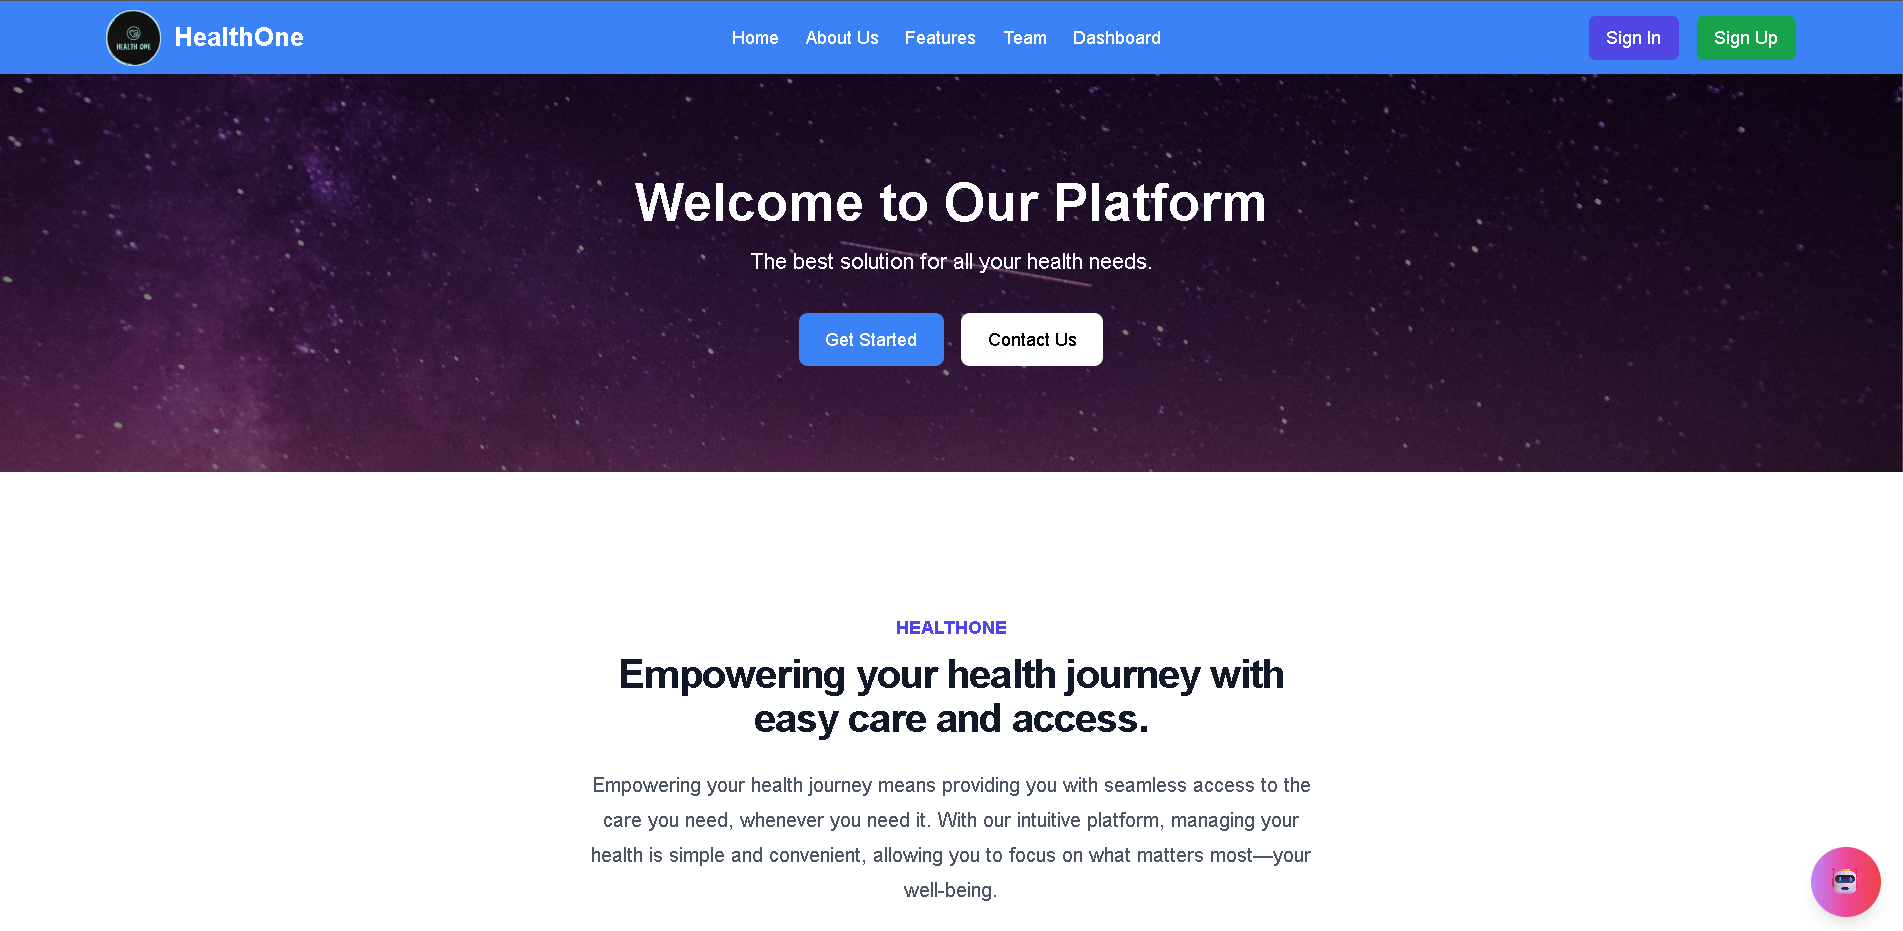 HEALTH ONE
HealthOne
Home
About Us
Features
Team
Dashboard
Sign In
Sign Up
Welcome to Our Platform
The best solution for all your health needs.
Get Started
Contact Us
HEALTHONE
Empowering your health journey with
easy care and access.
Empowering your health journey means providing you with seamless access to the
care you need, whenever you need it. With our intuitive platform, managing your
health is simple and convenient, allowing you to focus on what matters most—your
well-being.